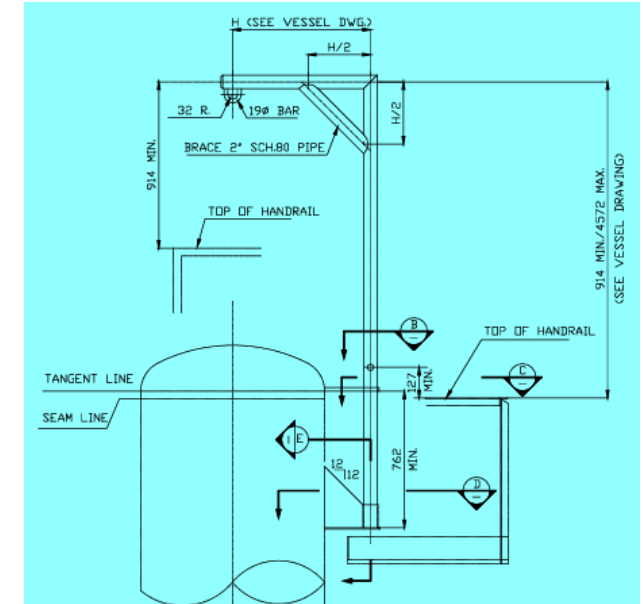 H (SEE VESSEL DWG.)
H/2
32 R.
19ø BAR
H/2
BRACE 2" SCH.80 PIPE
914 MIN.
914 MIN./4572 MAX.
(SEE VESSEL DRAWING)
TOP OF HANDRAIL
B
—
TOP OF HANDRAIL
C
—
127
MIN.
TANGENT LINE
SEAM LINE
E
762
MIN.
12
12
D
—